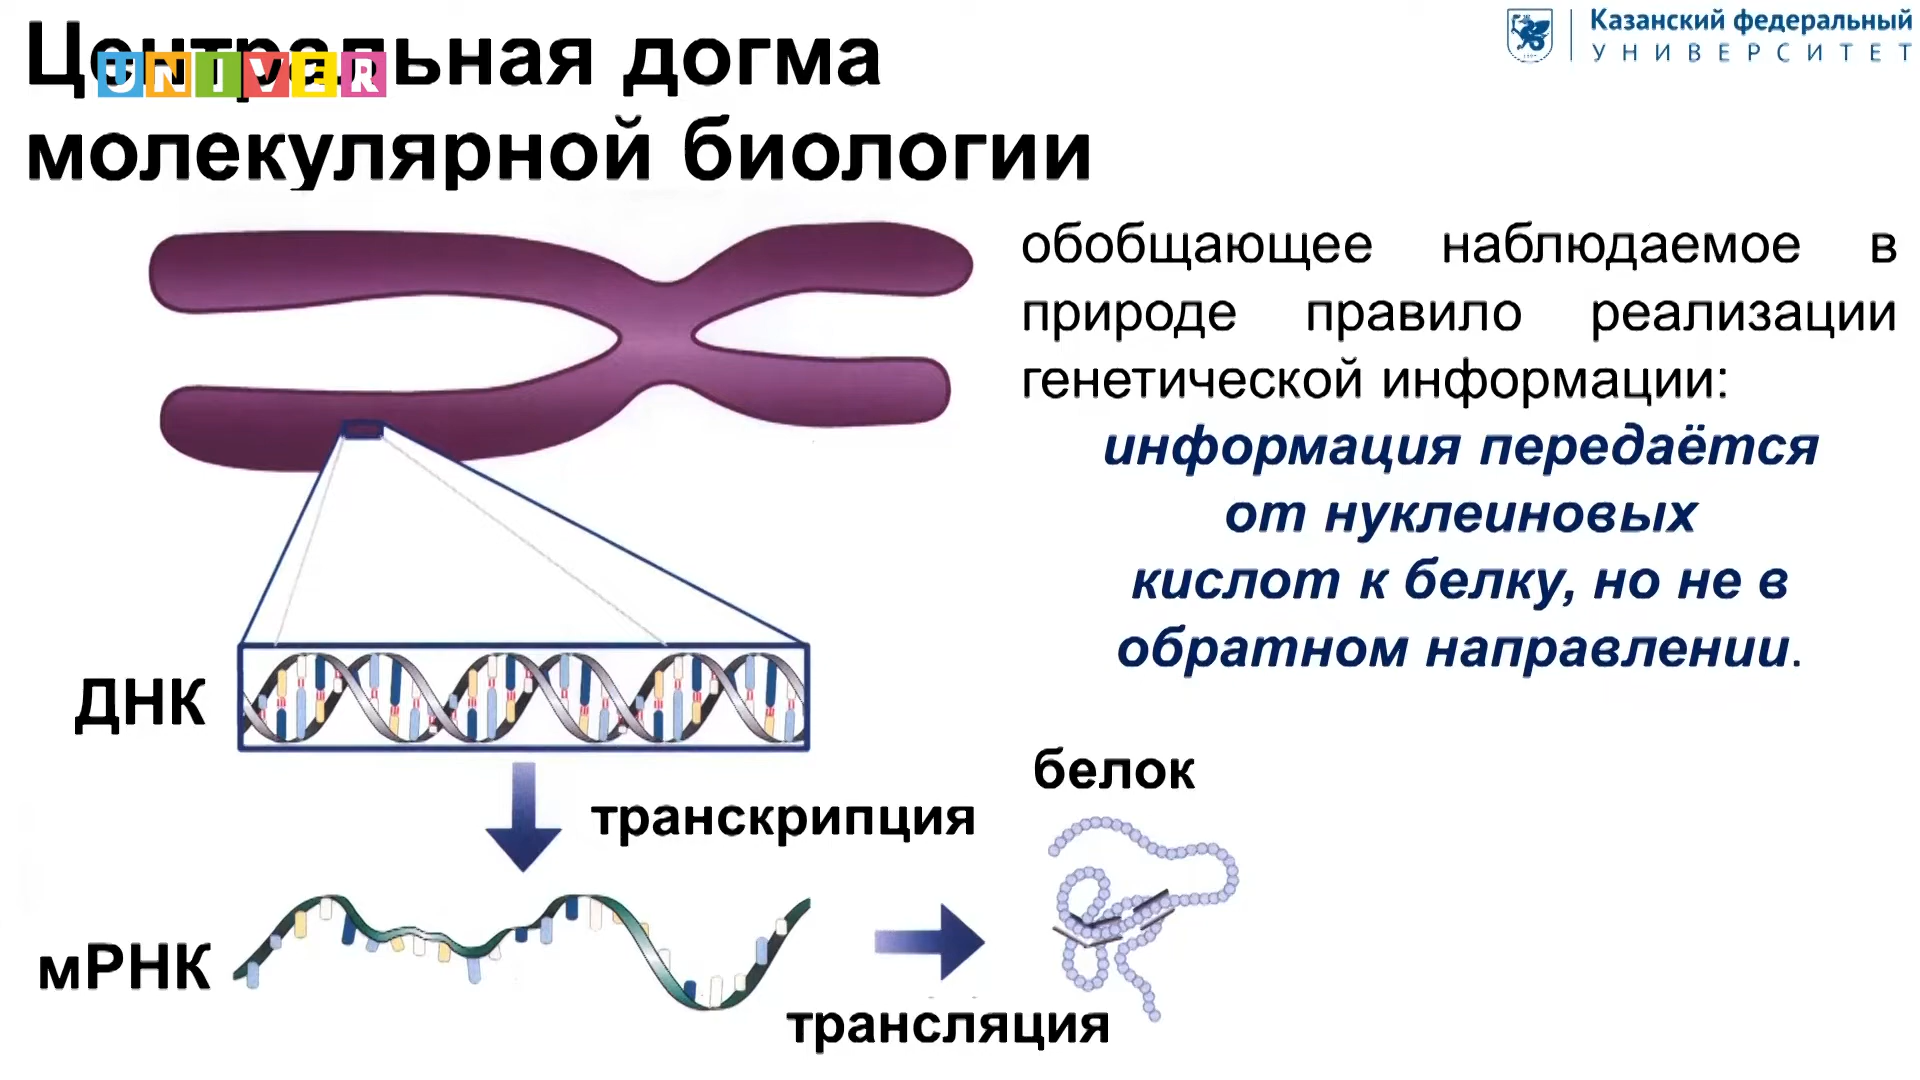 Центральная догма
молекулярной биологии
UNIVER
Казанский федеральный
УНИВЕРСИТЕТ
обобщающее наблюдаемое в
природе правило реализации
генетической информации:
информация передаётся
от нуклеиновых
кислот к белку, но не в
обратном направлении.
ДНК
транскрипция
белок
мРНК
трансляция